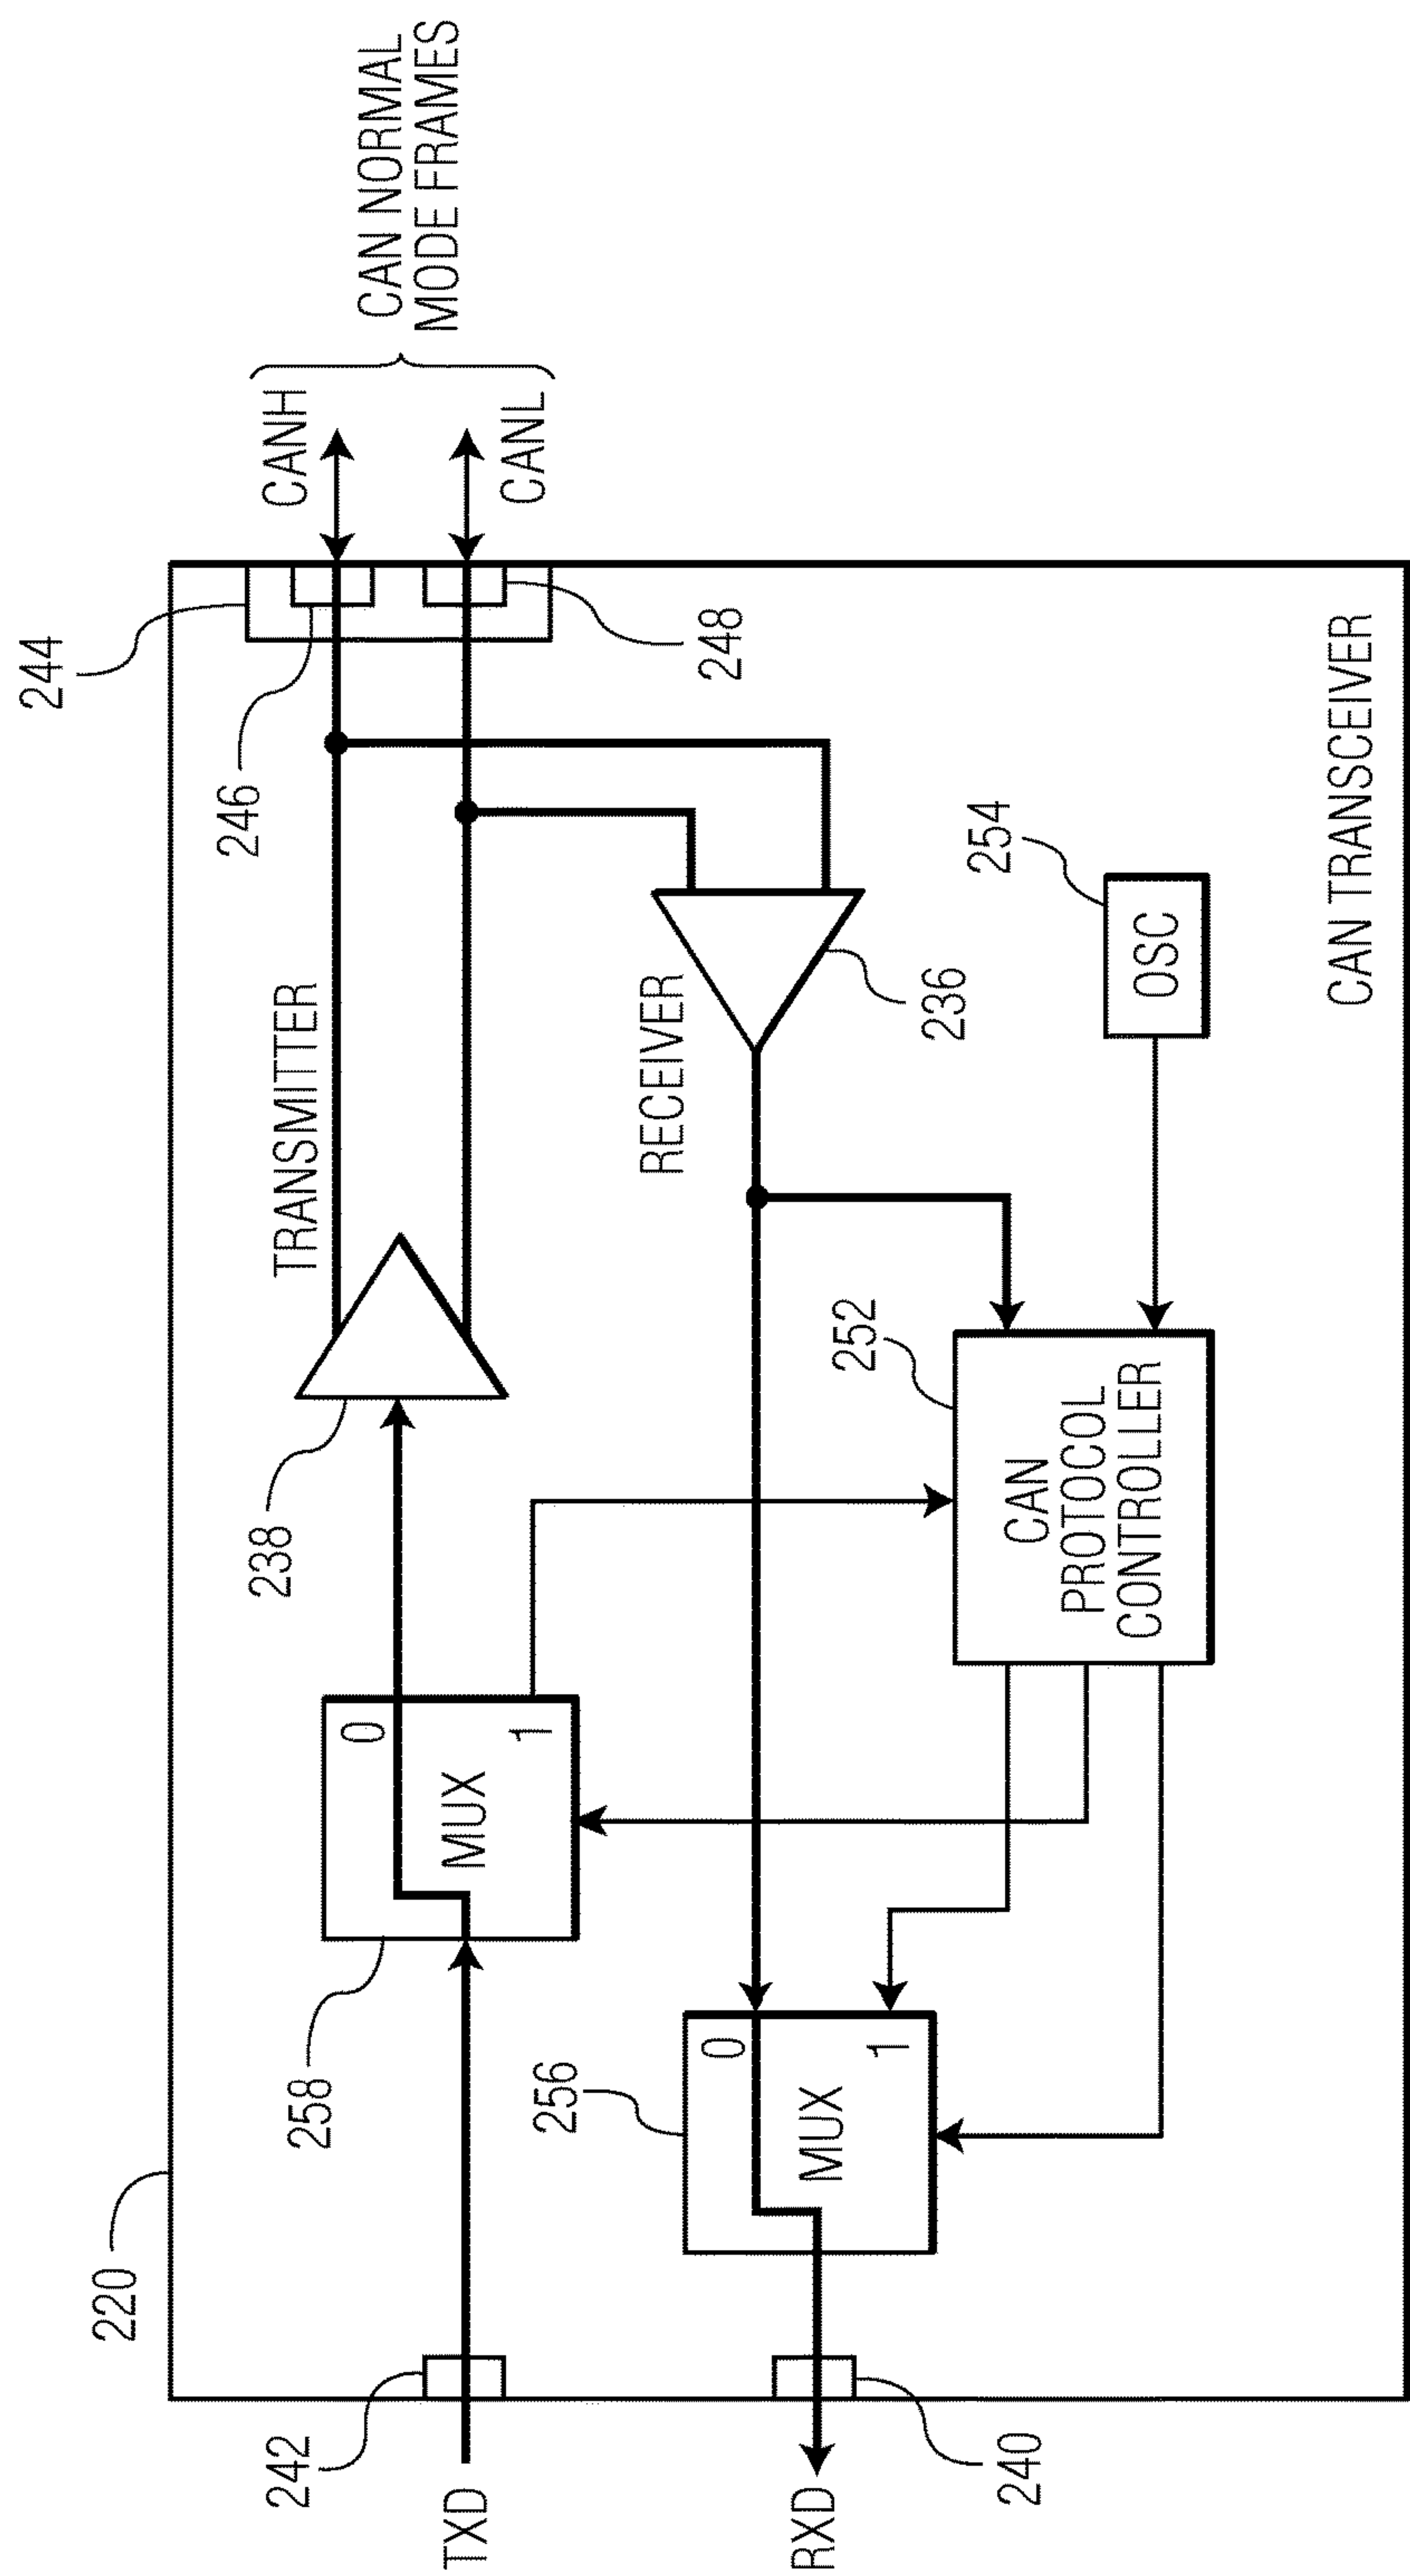 220
244
246
TRANSMITTER
238
258
242
TXD
0
MUX
1
CANH
CANL
CAN NORMAL
MODE FRAMES
248
RECEIVER
236
256
0
MUX
1
RXD
240
252
CAN
PROTOCOL
CONTROLLER
254
OSC
CAN TRANSCEIVER